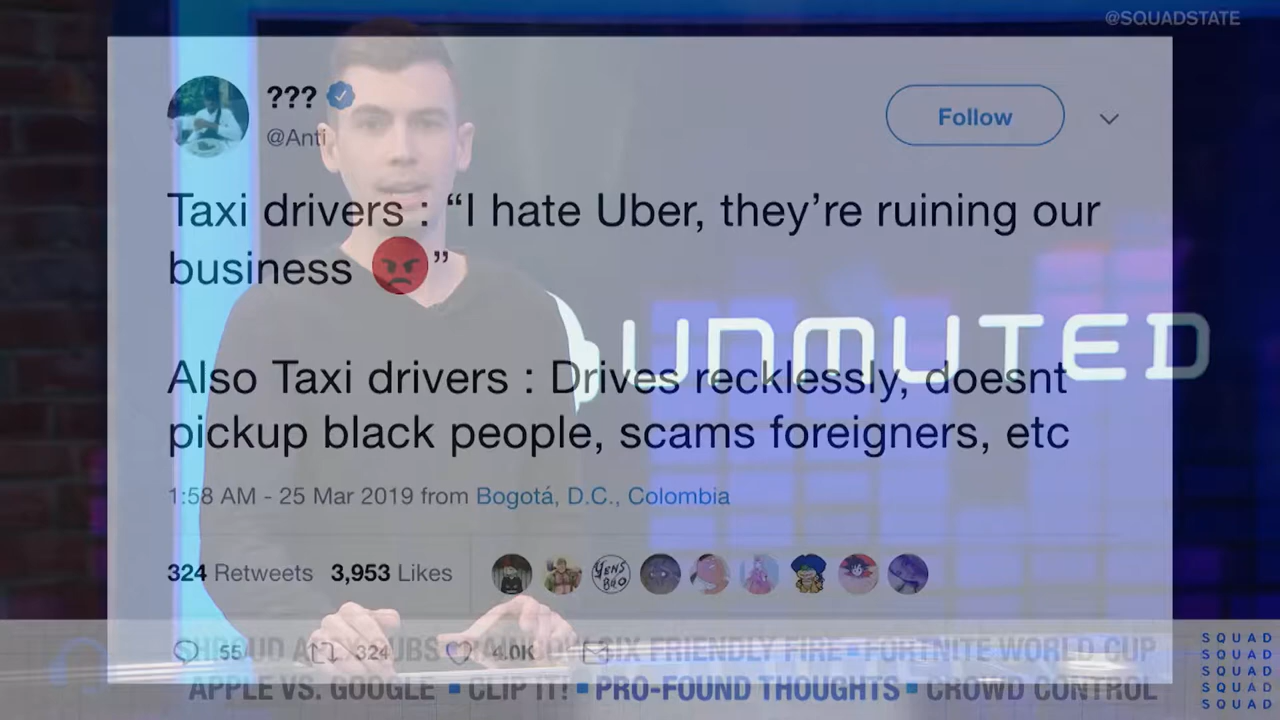 @SQUADSTATE
???
@Anti
Follow
Taxi drivers : “I hate Uber, they’re ruining our
business 😡”
UNMUTED
Also Taxi drivers : Drives recklessly, doesnt
pickup black people, scams foreigners, etc
1:58 AM - 25 Mar 2019 from Bogotá, D.C., Colombia
324 Retweets 3,953 Likes
YENS BRO
55 324 4.0K
SIX FRIENDLY FIRE FORTNITE WORLD CUP
APPLE VS. GOOGLE ▪ CLIP IT! ▪ PRO-FOUND THOUGHTS ▪ CROWD CONTROL
SQUAD
SQUAD
SQUAD
SQUAD
SQUAD